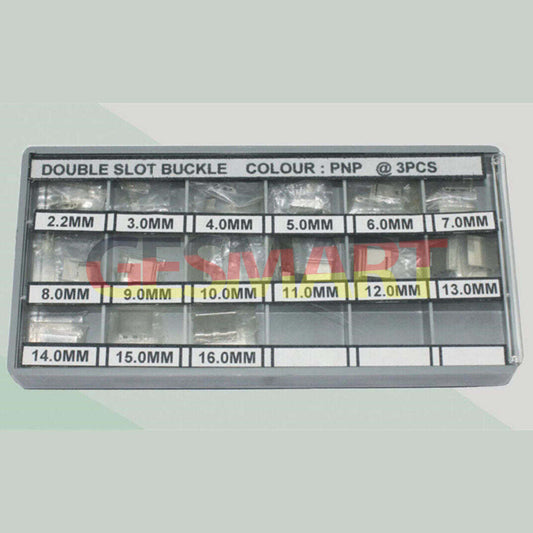 DOUBLE SLOT BUCKLE COLOUR : PNP @ 3PCS
2.2MM 3.0MM 4.0MM 5.0MM 6.0MM 7.0MM
GESMART
8.0MM 9.0MM 10.0MM 11.0MM 12.0MM 13.0MM
14.0MM 15.0MM 16.0MM